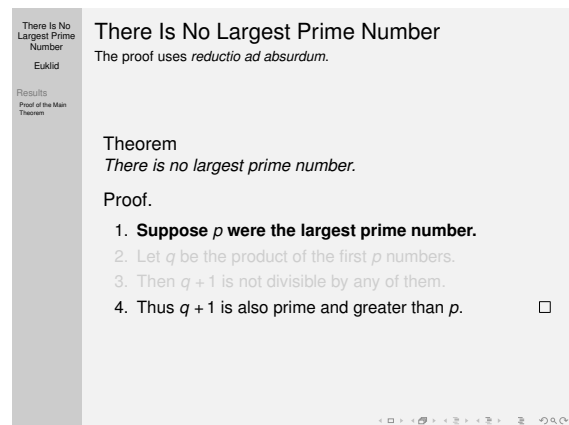 There Is No
Largest Prime
Number
Euklid
Results
Proof of the Main
Theorem
There Is No Largest Prime Number
The proof uses reductio ad absurdum.
Theorem
There is no largest prime number.
Proof.
1. Suppose p were the largest prime number.
2. Let q be the product of the first p numbers.
3. Then q + 1 is not divisible by any of them.
4. Thus q + 1 is also prime and greater than p.